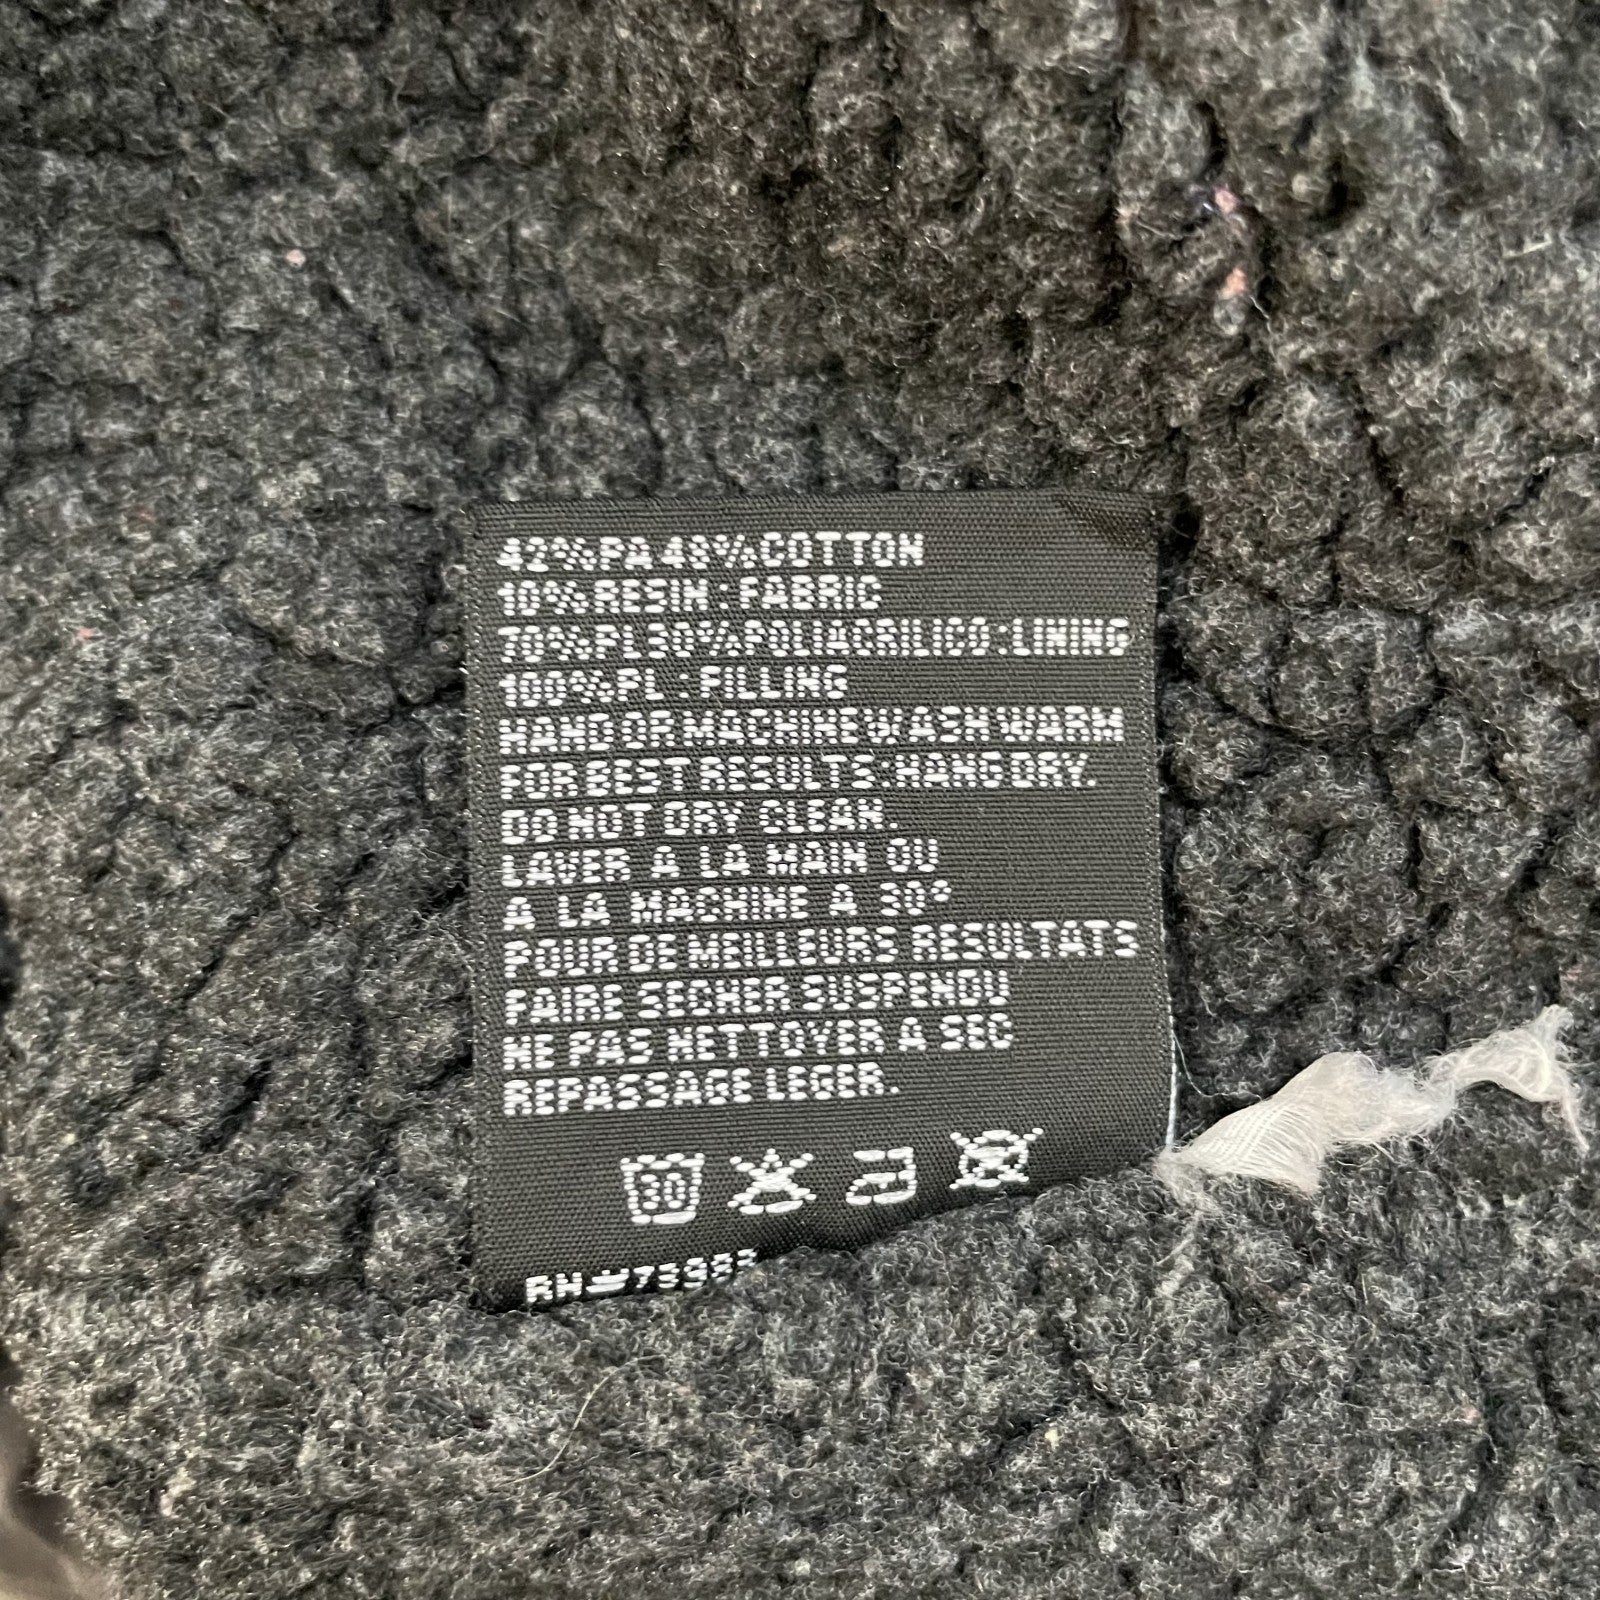 42%PA 48%COTTON
10%RESIN : FABRIC
70%PL30%POLIACRILICO:LINING
100%PL : FILLING
HAND OR MACHINE WASH WARM
FOR BEST RESULTS:HANG DRY.
DO NOT DRY CLEAN.
LAVER A LA MAIN OU
A LA MACHINE A 30°
POUR DE MEILLEURS RESULTATS
FAIRE SECHER SUSPENDU
NE PAS NETTOYER A SEC
REPASSAGE LEGER.
30